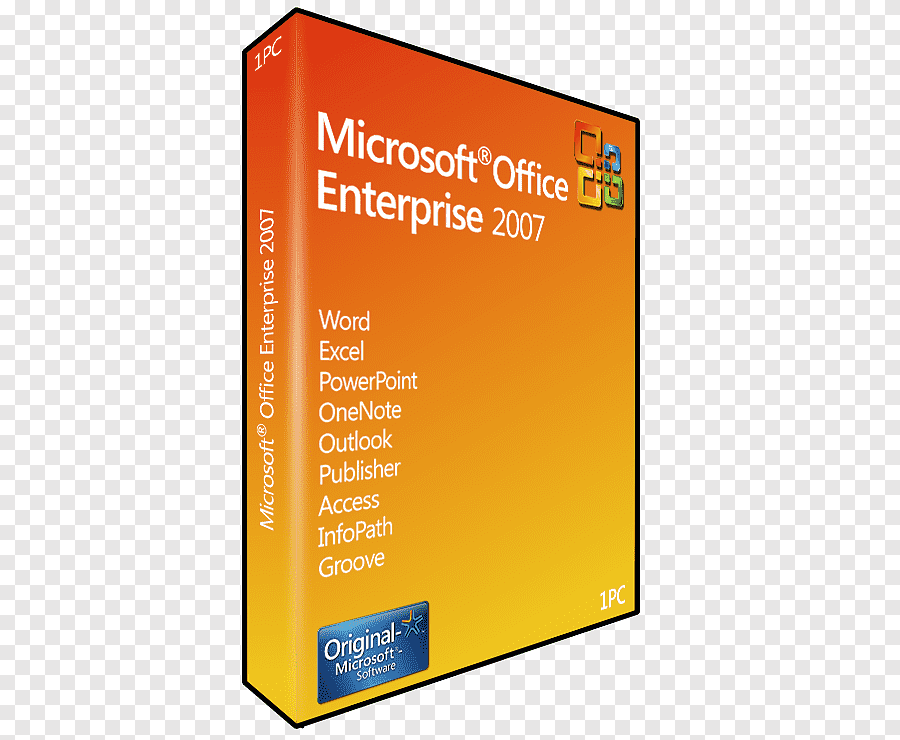 1PC
Microsoft® Office Enterprise 2007
Microsoft® Office
Enterprise 2007
Word
Excel
PowerPoint
OneNote
Outlook
Publisher
Access
InfoPath
Groove
1PC
Original-
Microsoft®-
Software